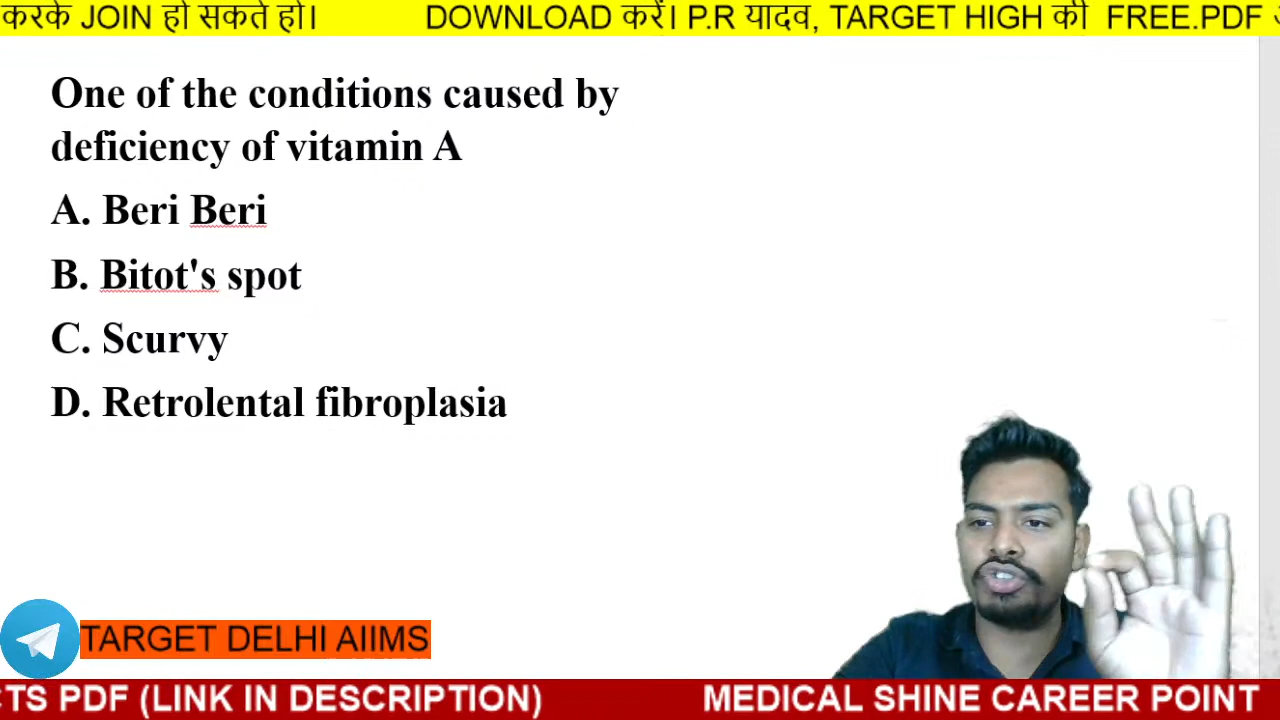 करके JOIN हो सकते हो। DOWNLOAD करें। P.R यादव, TARGET HIGH की FREE.PDF
One of the conditions caused by
deficiency of vitamin A
A. Beri Beri
B. Bitot's spot
C. Scurvy
D. Retrolental fibroplasia
TARGET DELHI AIIMS
CTS PDF (LINK IN DESCRIPTION) MEDICAL SHINE CAREER POINT